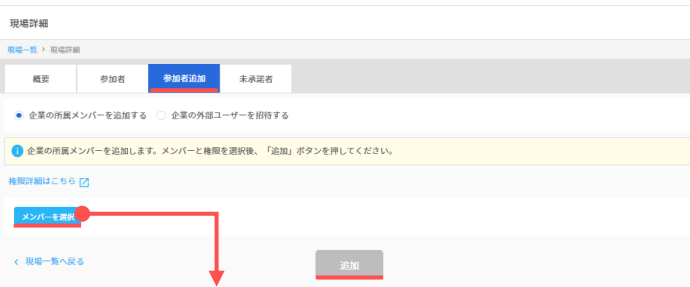 現場詳細
現場一覧 > 現場詳細
概要 参加者 参加者追加 未承諾者
企業の所属メンバーを追加する 企業の外部ユーザーを招待する
企業の所属メンバーを追加します。メンバーと権限を選択後、「追加」ボタンを押してください。
権限詳細はこちら
メンバーを選択
< 現場一覧へ戻る 追加